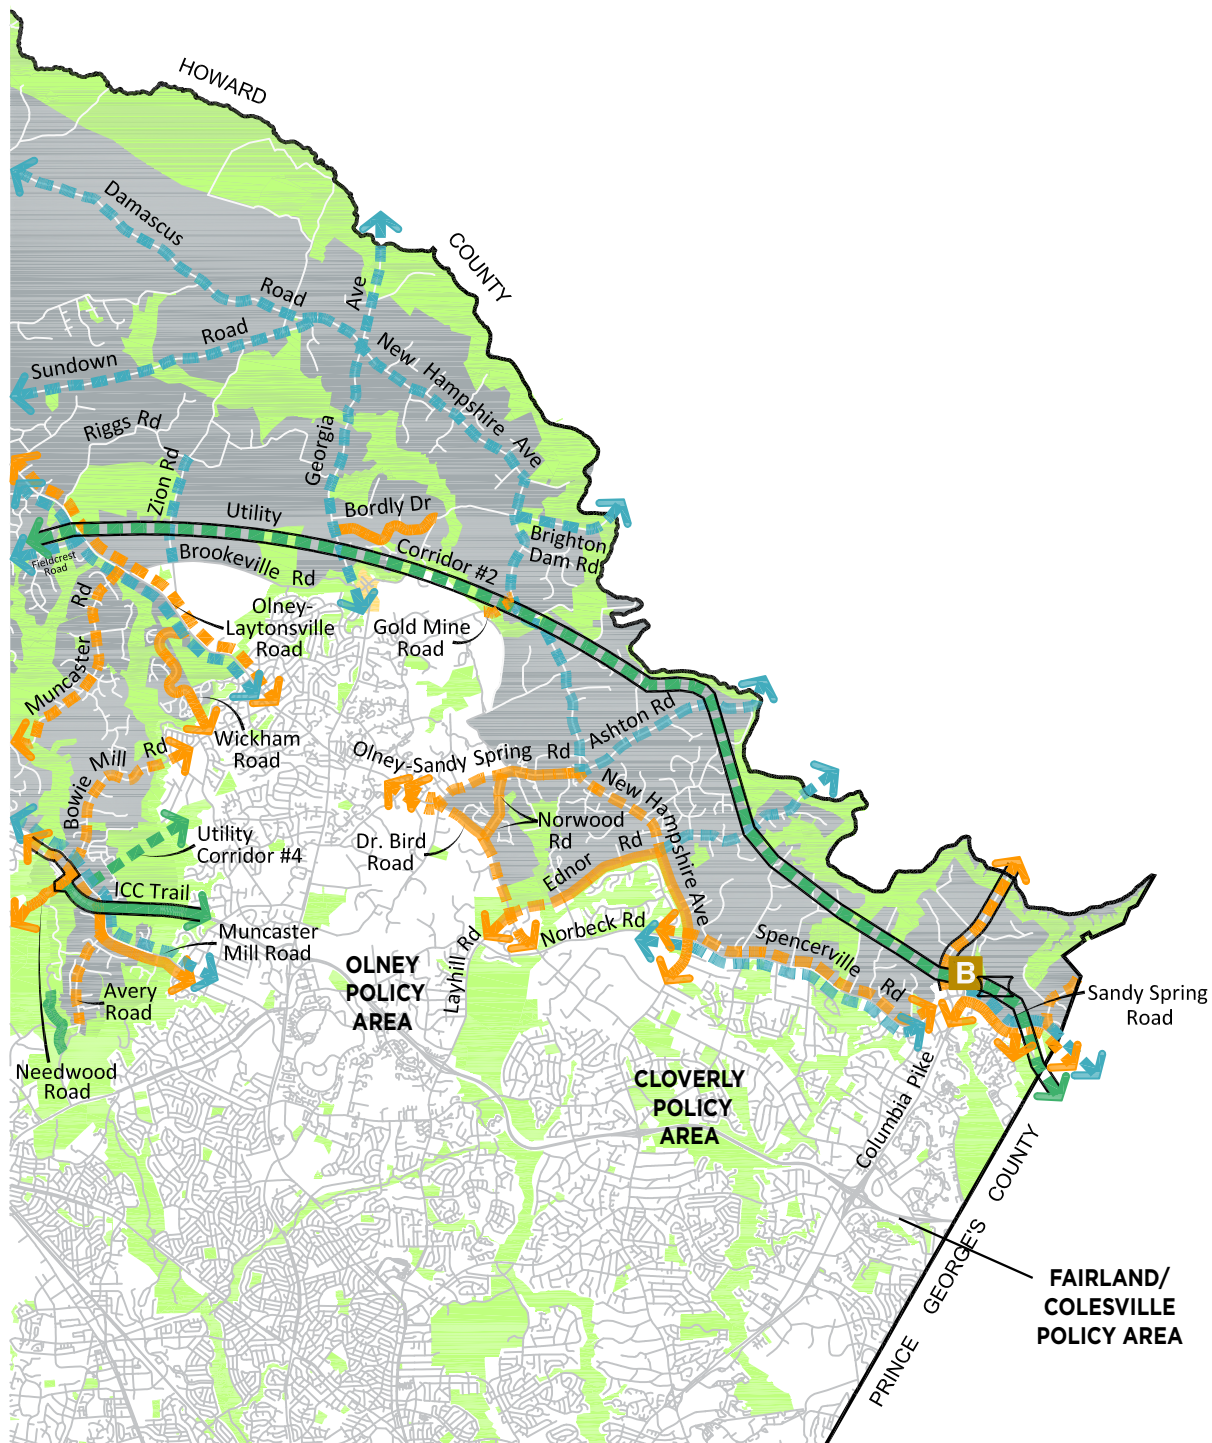 HOWARD
COUNTY
Damascus
Road
Ave
Road
Sundown
New Hampshire Ave
Riggs Rd
Georgia
Zion Rd
Utility
Bordly Dr
Corridor #2
Brighton
Dam Rd
Fieldcrest
Road
Brookeville Rd
Rd
Muncaster
Olney-
Laytonsville
Road
Gold Mine
Road
Ashton Rd
Wickham
Road
Olney-Sandy Spring Rd
Bowie Mill Rd
New Hampshire Ave
Norwood
Rd
Dr. Bird
Road
Utility
Corridor #4
Ednor Rd
ICC Trail
Norbeck Rd
Muncaster
Mill Road
Spencerville
Rd
Layhill Rd
OLNEY
POLICY
AREA
B
Avery
Road
Sandy Spring
Road
Needwood
Road
CLOVERLY
POLICY
AREA
Columbia Pike
PRINCE GEORGE'S COUNTY
FAIRLAND/
COLESVILLE
POLICY AREA